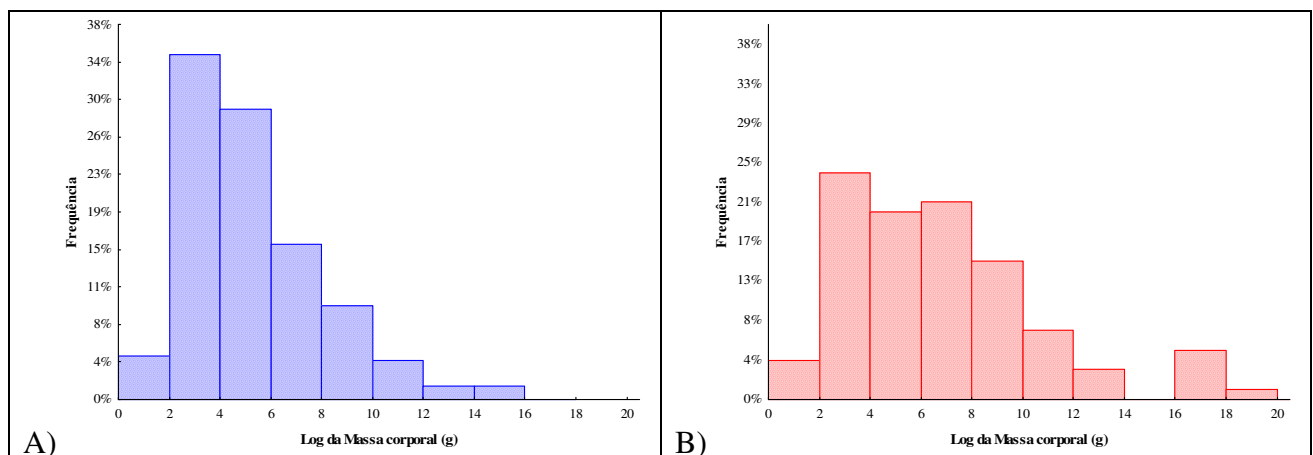 38%
34%
30%
26%
23%
19%
15%
11%
8%
4%
0%
Frequência
0 2 4 6 8 10 12 14 16 18 20
Log da Massa corporal (g)
A)
38%
33%
29%
25%
21%
17%
13%
8%
4%
0%
Frequência
0 2 4 6 8 10 12 14 16 18 20
Log da Massa corporal (g)
B)